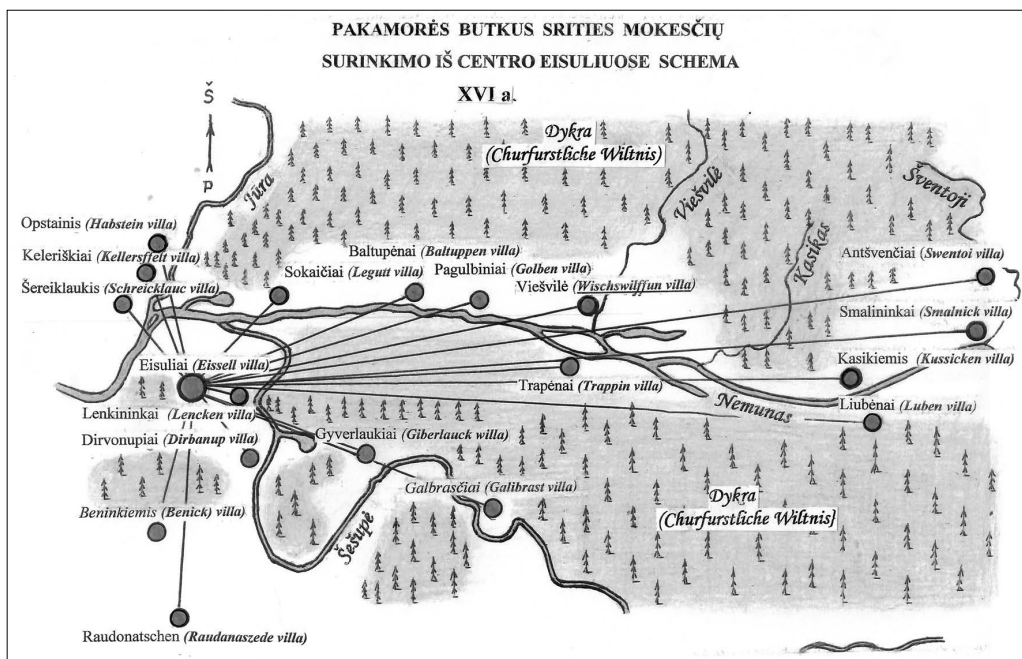 PAKAMORĖS BUTKUS SRITIES MOKESČIŲ
SURINKIMO IŠ CENTRO EISULIUOSE SCHEMA
XVI a.
Š
P
Jūra
Dykra
(Churfurstliche Wiltnis)
Viešvilė
Kasikas
Šventoji
Opstainis (Habstein villa)
Keleriškiai (Kellersffelt villa)
Šereiklaukis (Schreicklauc villa)
Baltupėnai (Baltuppen villa)
Sokaičiai (Legutt villa)
Pagulbiniai (Golben villa)
Viešvilė (Wischswilffun villa)
Antšvenčiai (Swentoi villa)
Smalininkai (Smalnick villa)
Eisuliai (Eissell villa)
Trapėnai (Trappin villa)
Kasikiemis (Kussicken villa)
Nemunas
Liubėnai (Luben villa)
Lenkininkai (Lencken villa)
Dirvonupiai (Dirbanup villa)
Gyverlaukiai (Giberlauck willa)
Galbrasčiai (Galibrast villa)
Beninkiemis (Benick) villa)
Šešupė
Dykra
(Churfurstliche Wiltnis}
Raudonatschen (Raudanaszede villa)